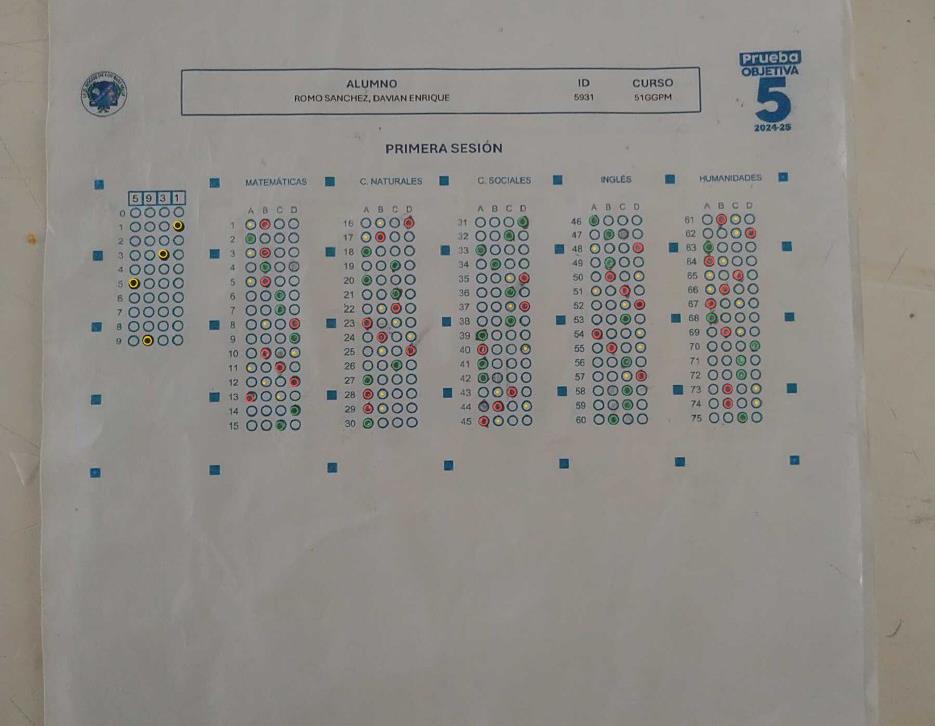 Prueba
OBJETIVA
5
2024-25
ALUMNO ID CURSO
ROMO SANCHEZ, DAVIAN ENRIQUE 5931 51GGPM
PRIMERA SESIÓN
MATEMÁTICAS C. NATURALES C. SOCIALES INGLÉS HUMANIDADES
5 9 3 1
A B C D A B C D A B C D A B C D A B C D
0
1
2
3
4
5
6
7
8
9
1 16 31 46 61
2 17 32 47 62
3 18 33 48 63
4 19 34 49 64
5 20 35 50 65
6 21 36 51 66
7 22 37 52 67
8 23 38 53 68
9 24 39 54 69
10 25 40 55 70
11 26 41 56 71
12 27 42 57 72
13 28 43 58 73
14 29 44 59 74
15 30 45 60 75